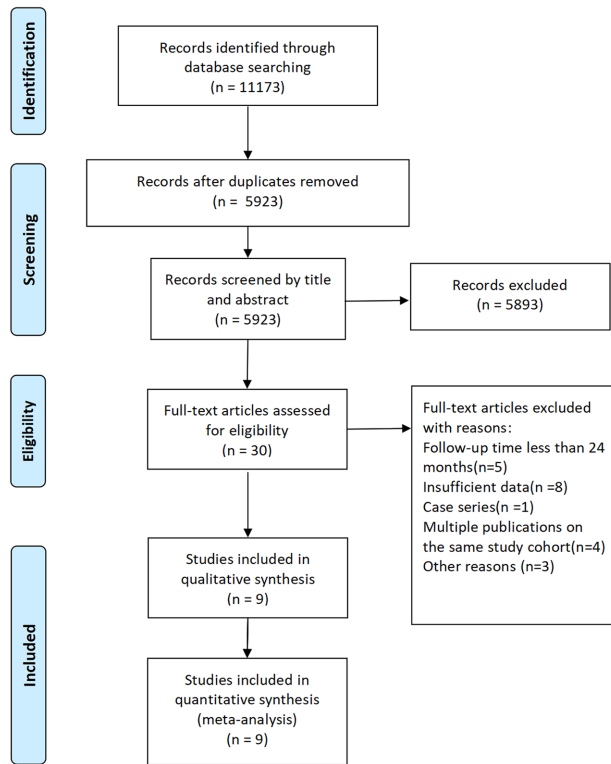 Identification
Records identified through
database searching
(n = 11173)
Screening
Records after duplicates removed
(n = 5923)
Records screened by title
and abstract
(n = 5923)
Records excluded
(n = 5893)
Eligibility
Full-text articles assessed
for eligibility
(n = 30)
Full-text articles excluded
with reasons:
Follow-up time less than 24
months(n=5)
Insufficient data(n =8)
Case series(n =1)
Multiple publications on
the same study cohort(n=4)
Other reasons (n=3)
Included
Studies included in
qualitative synthesis
(n = 9)
Studies included in
quantitative synthesis
(meta-analysis)
(n = 9)